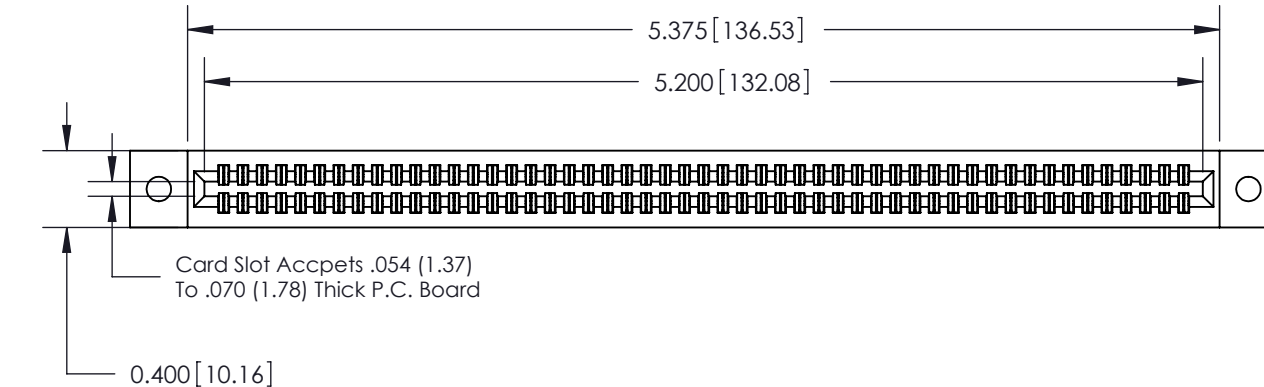 5.375[136.53]
5.200[132.08]
Card Slot Accpets .054 (1.37)
To .070 (1.78) Thick P.C. Board
0.400[10.16]